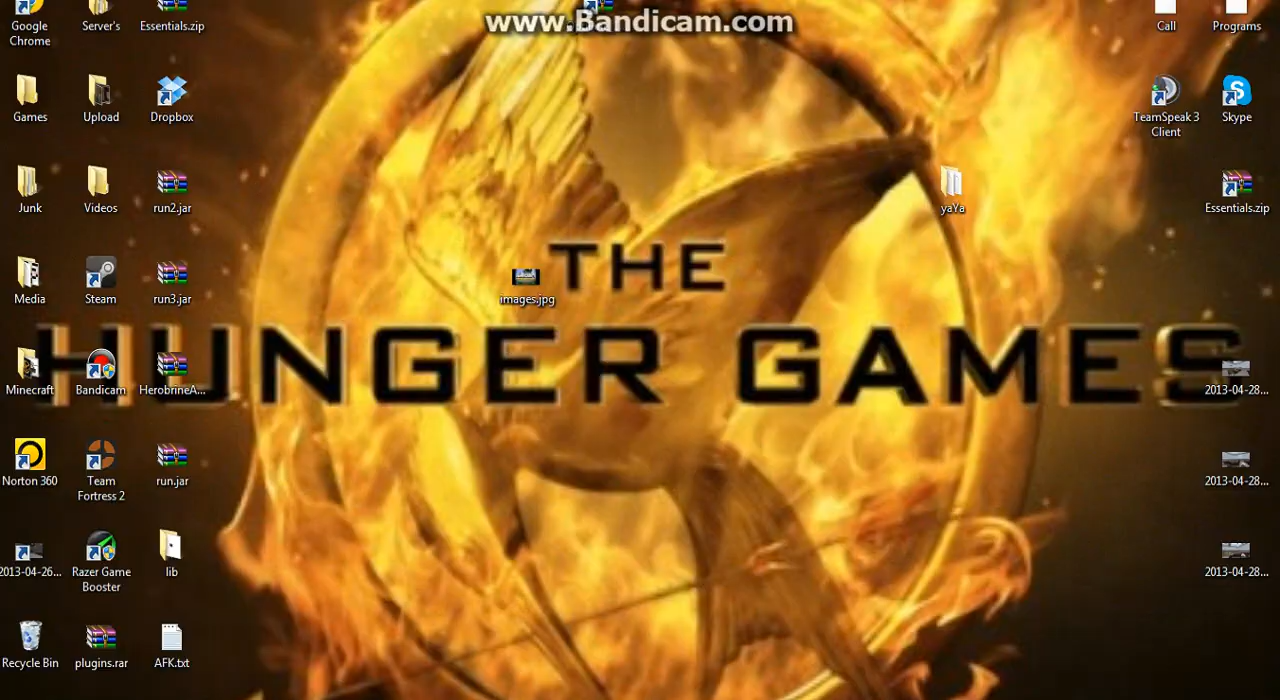 www.Bandicam.com
Google
Chrome
Server's
Essentials.zip
Call
Programs
Games
Upload
Dropbox
TeamSpeak 3
Client
Skype
Junk
Videos
run2.jar
yaYa
Essentials.zip
THE
HUNGER GAMES
Media
Steam
run3.jar
images.jpg
Minecraft
Bandicam
HerobrineA...
2013-04-28...
Norton 360
Team
Fortress 2
run.jar
2013-04-28...
2013-04-26...
Razer Game
Booster
lib
2013-04-28...
Recycle Bin
plugins.rar
AFK.txt